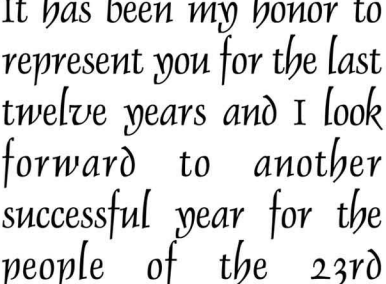 It has been my honor to
represent you for the last
twelve years and I look
forward to another
successful year for the
people of the 23rd